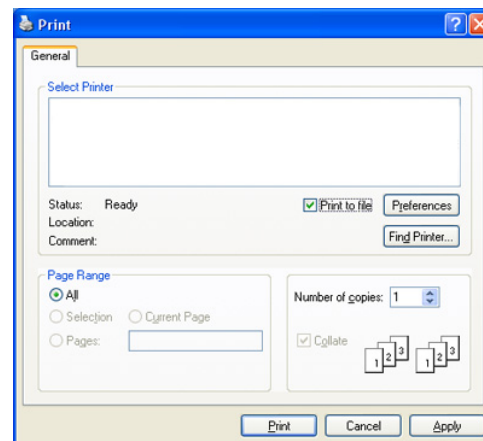 Print
General
Select Printer
Status: Ready
Location:
Comment:
Print to file
Preferences
Find Printer...
Page Range
All
Selection
Current Page
Pages:
Number of copies: 1
Collate
1 2 3 1 2 3
Print
Cancel
Apply